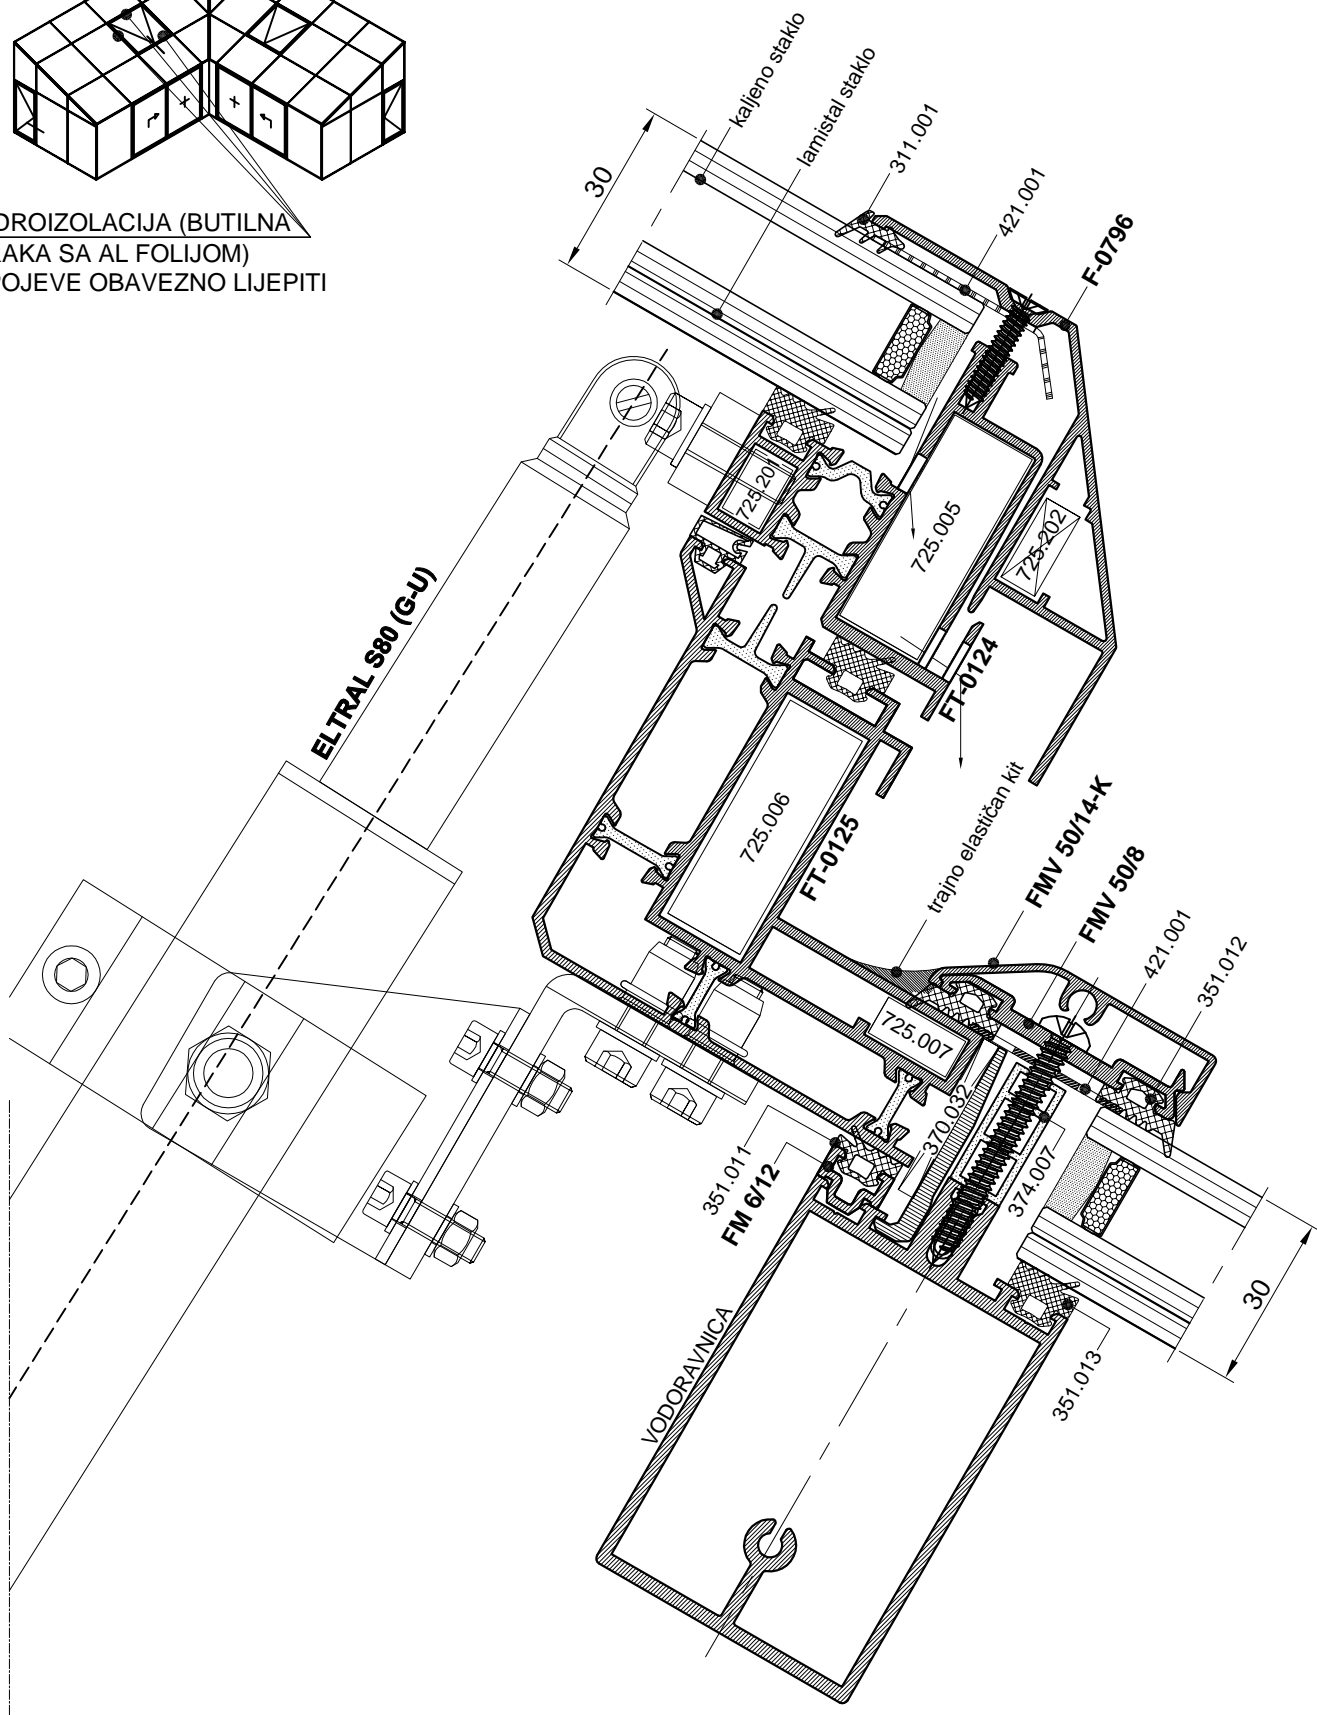 DROIZOLACIJA (BUTILNA
AKA SA AL FOLIJOM)
POJEVE OBAVEZNO LIJEPITI
kaljeno staklo
lamistal staklo
30
311.001
421.001
F-0796
725.201
725.005
725.202
ELTRAL S80 (G-U)
FT-0124
725.006
FT-0125
trajno elastičan kit
FMV 50/14-K
FMV 50/8
421.001
351.012
725.007
370.032
374.007
351.011
FM 6/12
30
351.013
VODORAVNICA